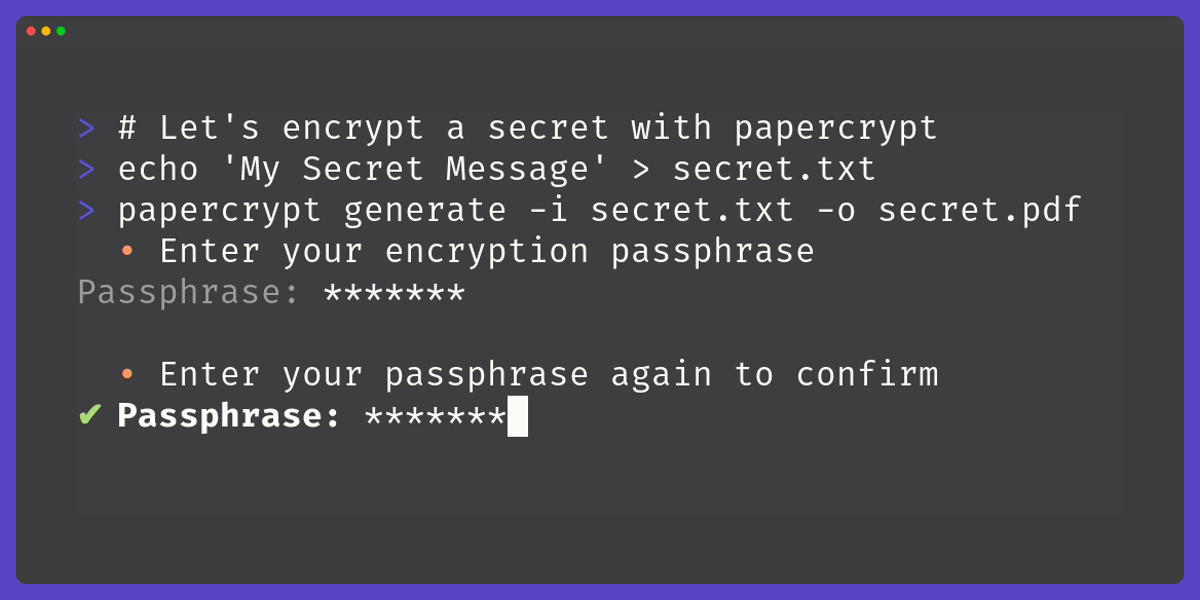 > # Let's encrypt a secret with papercrypt
> echo 'My Secret Message' > secret.txt
> papercrypt generate -i secret.txt -o secret.pdf
• Enter your encryption passphrase
Passphrase: *******
• Enter your passphrase again to confirm
✔ Passphrase: *******